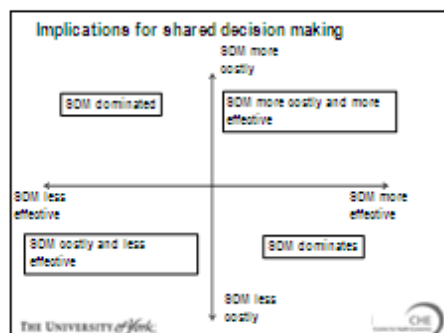 Implications for shared decision making
SDM more
costly
SDM dominated
SDM more costly and more
effective
SDM less
effective
SDM more
effective
SDM costly and less
effective
SDM dominates
SDM less
costly
THE UNIVERSITY of York
CHE